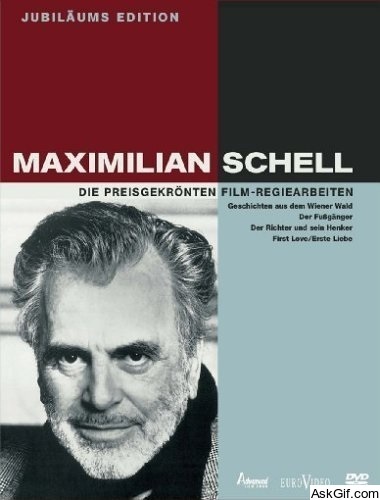 JUBILÄUMS EDITION
MAXIMILIAN SCHELL
DIE PREISGEKRÖNTEN FILM-REGIEARBEITEN
Geschichten aus dem Wiener Wald
Der Fußgänger
Der Richter und sein Henker
First Love/Erste Liebe
Advanced
EUROVIDEO
DVD
AskGif.com